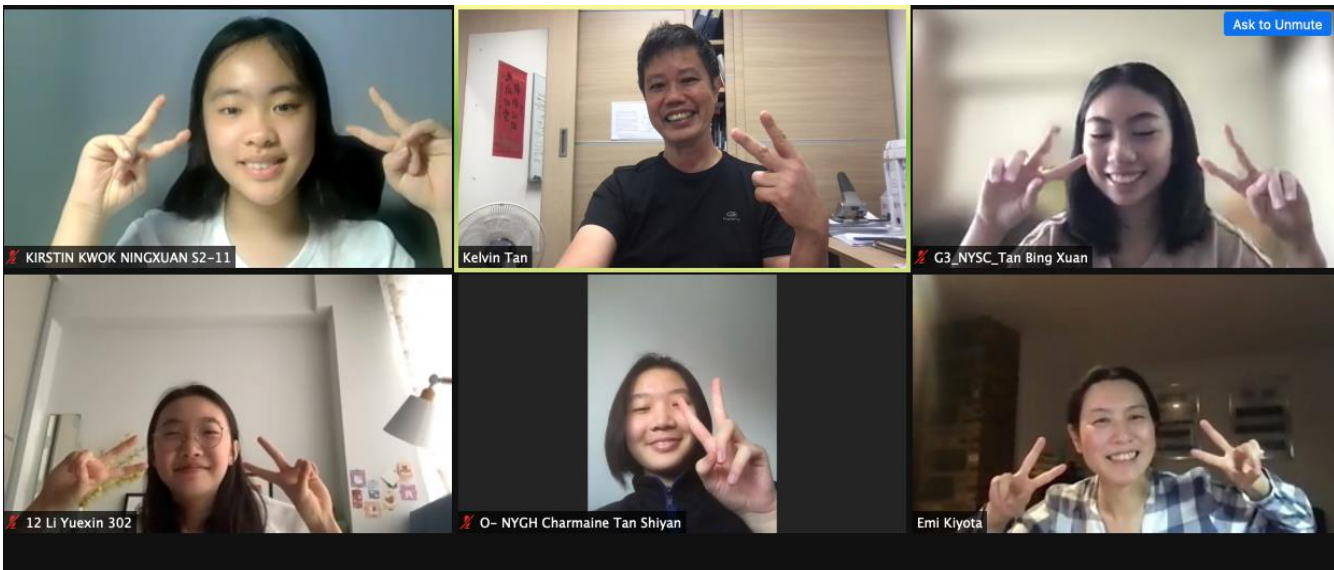 Ask to Unmute
KIRSTIN KWOK NINGXUAN S2-11
Kelvin Tan
G3_NYSC_Tan Bing Xuan
12 Li Yuexin 302
O- NYGH Charmaine Tan Shiyan
Emi Kiyota